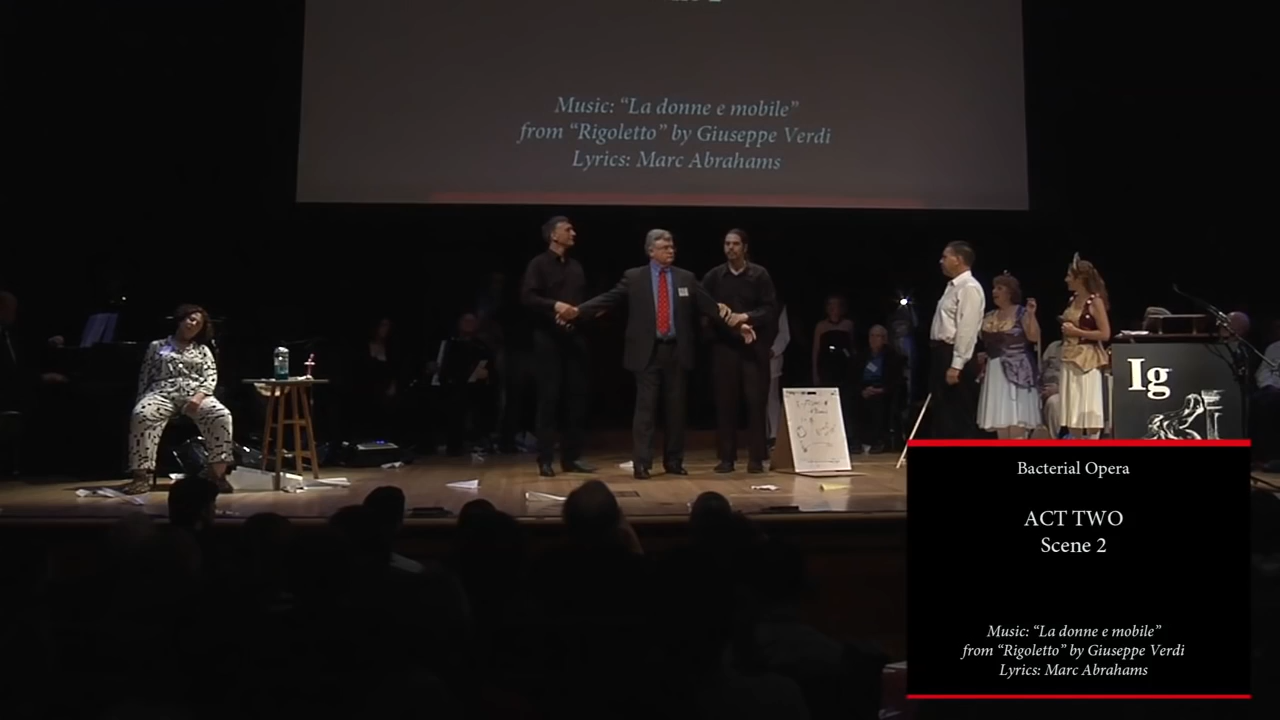 Music: “La donne e mobile”
from “Rigoletto” by Giuseppe Verdi
Lyrics: Marc Abrahams
Ig
Bacterial Opera
ACT TWO
Scene 2
Music: “La donne e mobile”
from “Rigoletto” by Giuseppe Verdi
Lyrics: Marc Abrahams